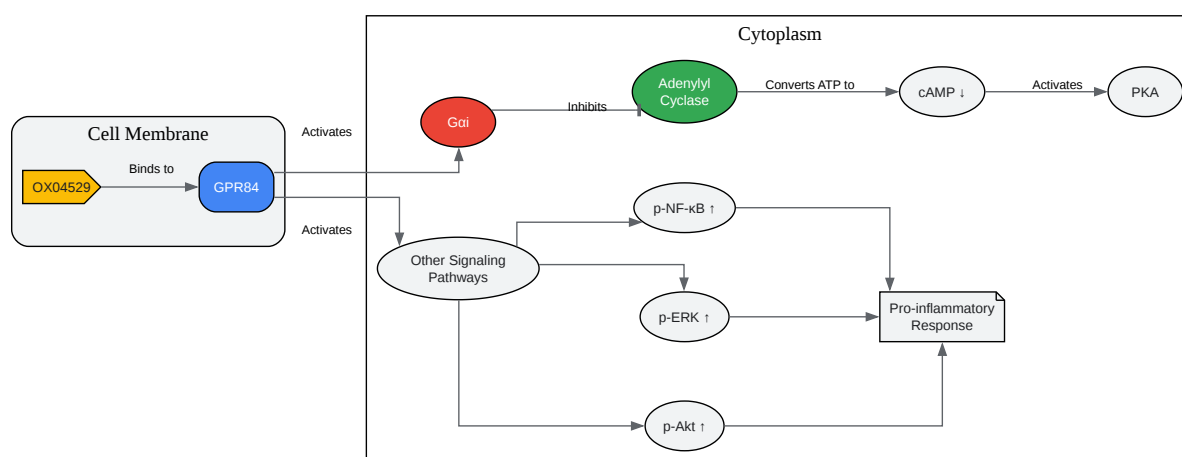 Cytoplasm
Adenylyl
Cyclase
Converts ATP to
cAMP ↓
Activates
PKA
Inhibits
Gαi
Cell Membrane
Activates
Binds to
OX04529
GPR84
Activates
p-NF-κB ↑
Other Signaling
Pathways
p-ERK ↑
Pro-inflammatory
Response
p-Akt ↑